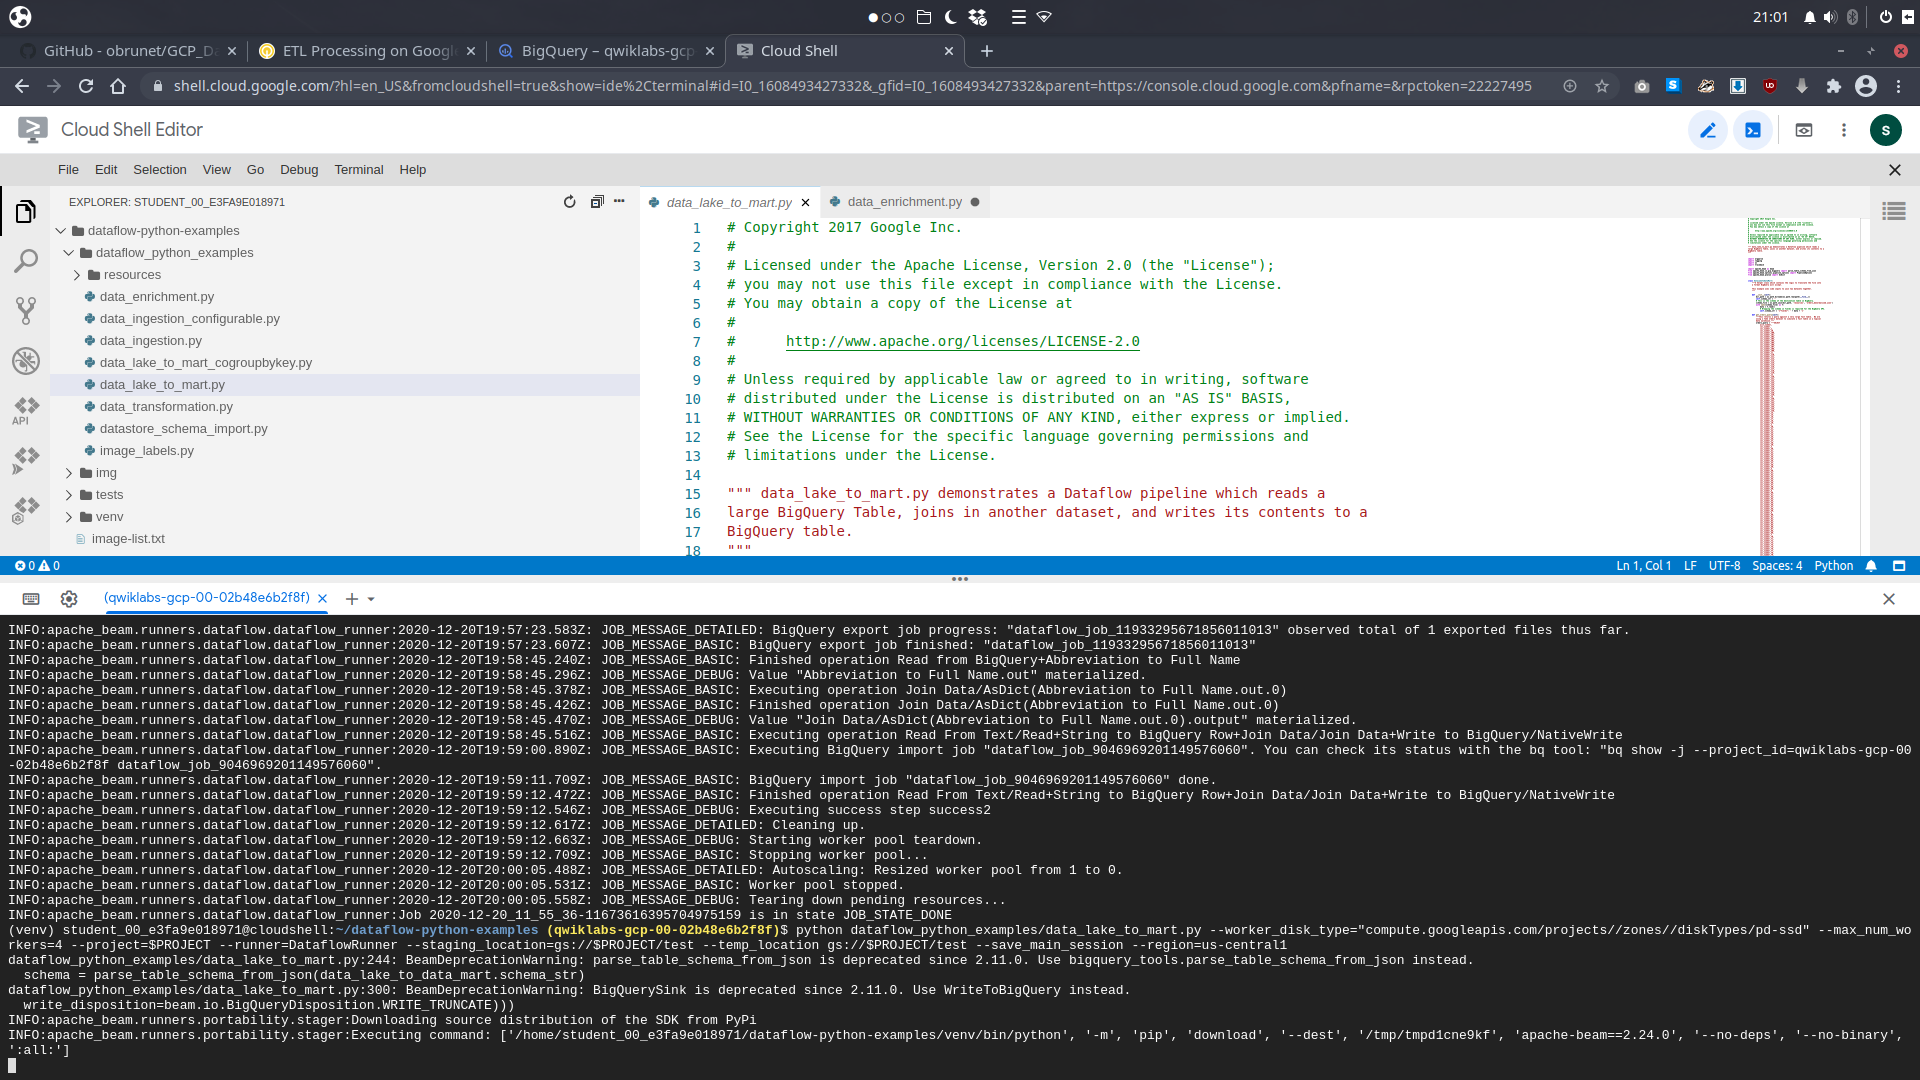 21:01
GitHub - obrunet/GCP_Da
ETL Processing on Google
BigQuery – qwiklabs-gcp
Cloud Shell
shell.cloud.google.com/?hl=en_US&fromcloudshell=true&show=ide%2Cterminal#id=I0_1608493427332&_gfid=I0_1608493427332&parent=https://console.cloud.google.com&pfname=&rpctoken=22227495
Cloud Shell Editor
S
File Edit Selection View Go Debug Terminal Help
EXPLORER: STUDENT_00_E3FA9E018971
dataflow-python-examples
dataflow_python_examples
resources
data_enrichment.py
data_ingestion_configurable.py
data_ingestion.py
data_lake_to_mart_cogroupbykey.py
data_lake_to_mart.py
data_transformation.py
datastore_schema_import.py
image_labels.py
img
tests
venv
image-list.txt
API
data_lake_to_mart.py
data_enrichment.py
1 # Copyright 2017 Google Inc.
2 #
3 # Licensed under the Apache License, Version 2.0 (the "License");
4 # you may not use this file except in compliance with the License.
5 # You may obtain a copy of the License at
6 #
7 #      http://www.apache.org/licenses/LICENSE-2.0
8 #
9 # Unless required by applicable law or agreed to in writing, software
10 # distributed under the License is distributed on an "AS IS" BASIS,
11 # WITHOUT WARRANTIES OR CONDITIONS OF ANY KIND, either express or implied.
12 # See the License for the specific language governing permissions and
13 # limitations under the License.
14
15 """ data_lake_to_mart.py demonstrates a Dataflow pipeline which reads a
16 large BigQuery Table, joins in another dataset, and writes its contents to a
17 BigQuery table.
18 """
0 0
Ln 1, Col 1 LF UTF-8 Spaces: 4 Python
(qwiklabs-gcp-00-02b48e6b2f8f)
INFO:apache_beam.runners.dataflow.dataflow_runner:2020-12-20T19:57:23.583Z: JOB_MESSAGE_DETAILED: BigQuery export job progress: "dataflow_job_11933295671856011013" observed total of 1 exported files thus far.
INFO:apache_beam.runners.dataflow.dataflow_runner:2020-12-20T19:57:23.607Z: JOB_MESSAGE_BASIC: BigQuery export job finished: "dataflow_job_11933295671856011013"
INFO:apache_beam.runners.dataflow.dataflow_runner:2020-12-20T19:58:45.240Z: JOB_MESSAGE_BASIC: Finished operation Read from BigQuery+Abbreviation to Full Name
INFO:apache_beam.runners.dataflow.dataflow_runner:2020-12-20T19:58:45.296Z: JOB_MESSAGE_DEBUG: Value "Abbreviation to Full Name.out" materialized.
INFO:apache_beam.runners.dataflow.dataflow_runner:2020-12-20T19:58:45.378Z: JOB_MESSAGE_BASIC: Executing operation Join Data/AsDict(Abbreviation to Full Name.out.0)
INFO:apache_beam.runners.dataflow.dataflow_runner:2020-12-20T19:58:45.426Z: JOB_MESSAGE_BASIC: Finished operation Join Data/AsDict(Abbreviation to Full Name.out.0)
INFO:apache_beam.runners.dataflow.dataflow_runner:2020-12-20T19:58:45.470Z: JOB_MESSAGE_DEBUG: Value "Join Data/AsDict(Abbreviation to Full Name.out.0).output" materialized.
INFO:apache_beam.runners.dataflow.dataflow_runner:2020-12-20T19:58:45.516Z: JOB_MESSAGE_BASIC: Executing operation Read From Text/Read+String to BigQuery Row+Join Data/Join Data+Write to BigQuery/NativeWrite
INFO:apache_beam.runners.dataflow.dataflow_runner:2020-12-20T19:59:00.890Z: JOB_MESSAGE_BASIC: Executing BigQuery import job "dataflow_job_9046969201149576060". You can check its status with the bq tool: "bq show -j --project_id=qwiklabs-gcp-00
-02b48e6b2f8f dataflow_job_9046969201149576060".
INFO:apache_beam.runners.dataflow.dataflow_runner:2020-12-20T19:59:11.709Z: JOB_MESSAGE_BASIC: BigQuery import job "dataflow_job_9046969201149576060" done.
INFO:apache_beam.runners.dataflow.dataflow_runner:2020-12-20T19:59:12.472Z: JOB_MESSAGE_BASIC: Finished operation Read From Text/Read+String to BigQuery Row+Join Data/Join Data+Write to BigQuery/NativeWrite
INFO:apache_beam.runners.dataflow.dataflow_runner:2020-12-20T19:59:12.546Z: JOB_MESSAGE_DEBUG: Executing success step success2
INFO:apache_beam.runners.dataflow.dataflow_runner:2020-12-20T19:59:12.617Z: JOB_MESSAGE_DETAILED: Cleaning up.
INFO:apache_beam.runners.dataflow.dataflow_runner:2020-12-20T19:59:12.663Z: JOB_MESSAGE_DEBUG: Starting worker pool teardown.
INFO:apache_beam.runners.dataflow.dataflow_runner:2020-12-20T19:59:12.709Z: JOB_MESSAGE_BASIC: Stopping worker pool...
INFO:apache_beam.runners.dataflow.dataflow_runner:2020-12-20T20:00:05.488Z: JOB_MESSAGE_DETAILED: Autoscaling: Resized worker pool from 1 to 0.
INFO:apache_beam.runners.dataflow.dataflow_runner:2020-12-20T20:00:05.531Z: JOB_MESSAGE_BASIC: Worker pool stopped.
INFO:apache_beam.runners.dataflow.dataflow_runner:2020-12-20T20:00:05.558Z: JOB_MESSAGE_DEBUG: Tearing down pending resources...
INFO:apache_beam.runners.dataflow.dataflow_runner:Job 2020-12-20_11_55_36-11673616395704975159 is in state JOB_STATE_DONE
(venv) student_00_e3fa9e018971@cloudshell:~/dataflow-python-examples (qwiklabs-gcp-00-02b48e6b2f8f)$ python dataflow_python_examples/data_lake_to_mart.py --worker_disk_type="compute.googleapis.com/projects//zones//diskTypes/pd-ssd" --max_num_wo
rkers=4 --project=$PROJECT --runner=DataflowRunner --staging_location=gs://$PROJECT/test --temp_location gs://$PROJECT/test --save_main_session --region=us-central1
dataflow_python_examples/data_lake_to_mart.py:244: BeamDeprecationWarning: parse_table_schema_from_json is deprecated since 2.11.0. Use bigquery_tools.parse_table_schema_from_json instead.
  schema = parse_table_schema_from_json(data_lake_to_data_mart.schema_str)
dataflow_python_examples/data_lake_to_mart.py:300: BeamDeprecationWarning: BigQuerySink is deprecated since 2.11.0. Use WriteToBigQuery instead.
  write_disposition=beam.io.BigQueryDisposition.WRITE_TRUNCATE)))
INFO:apache_beam.runners.portability.stager:Downloading source distribution of the SDK from PyPi
INFO:apache_beam.runners.portability.stager:Executing command: ['/home/student_00_e3fa9e018971/dataflow-python-examples/venv/bin/python', '-m', 'pip', 'download', '--dest', '/tmp/tmpd1cne9kf', 'apache-beam==2.24.0', '--no-deps', '--no-binary',
':all:']